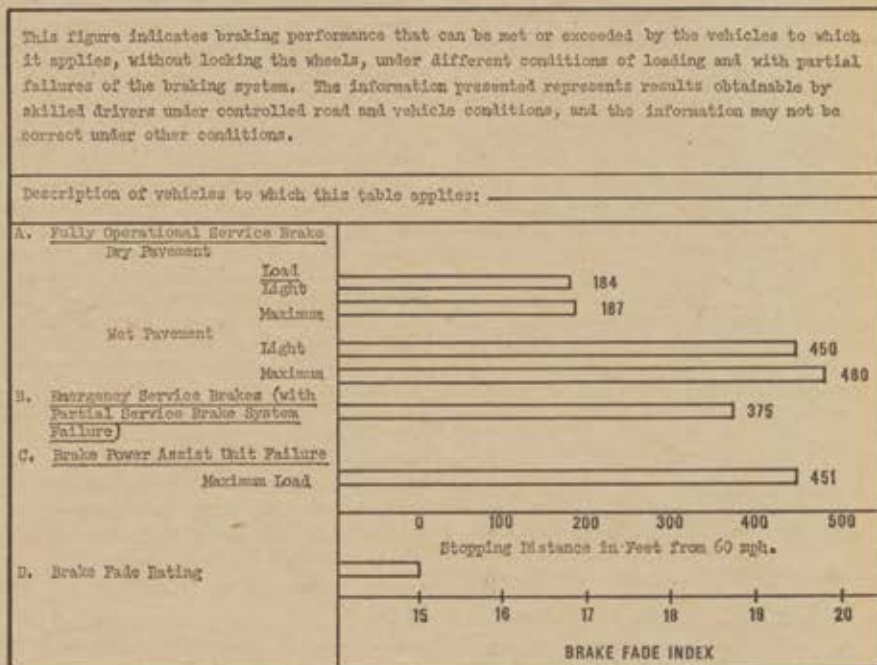 This figure indicates braking performance that can be met or exceeded by the vehicles to which
it applies, without locking the wheels, under different conditions of loading and with partial
failures of the braking system. The information presented represents results obtainable by
skilled drivers under controlled road and vehicle conditions, and the information may not be
correct under other conditions.
Description of vehicles to which this table applies:
A. Fully Operational Service Brake
Dry Pavement
Load
Light 184
Maximum 187
Wet Pavement
Light 450
Maximum 480
B. Emergency Service Brakes (with
Partial Service Brake System
Failure) 375
C. Brake Power Assist Unit Failure
Maximum Load 451
0 100 200 300 400 500
Stopping Distance in Feet from 60 mph.
D. Brake Fade Rating
15 16 17 18 19 20
BRAKE FADE INDEX